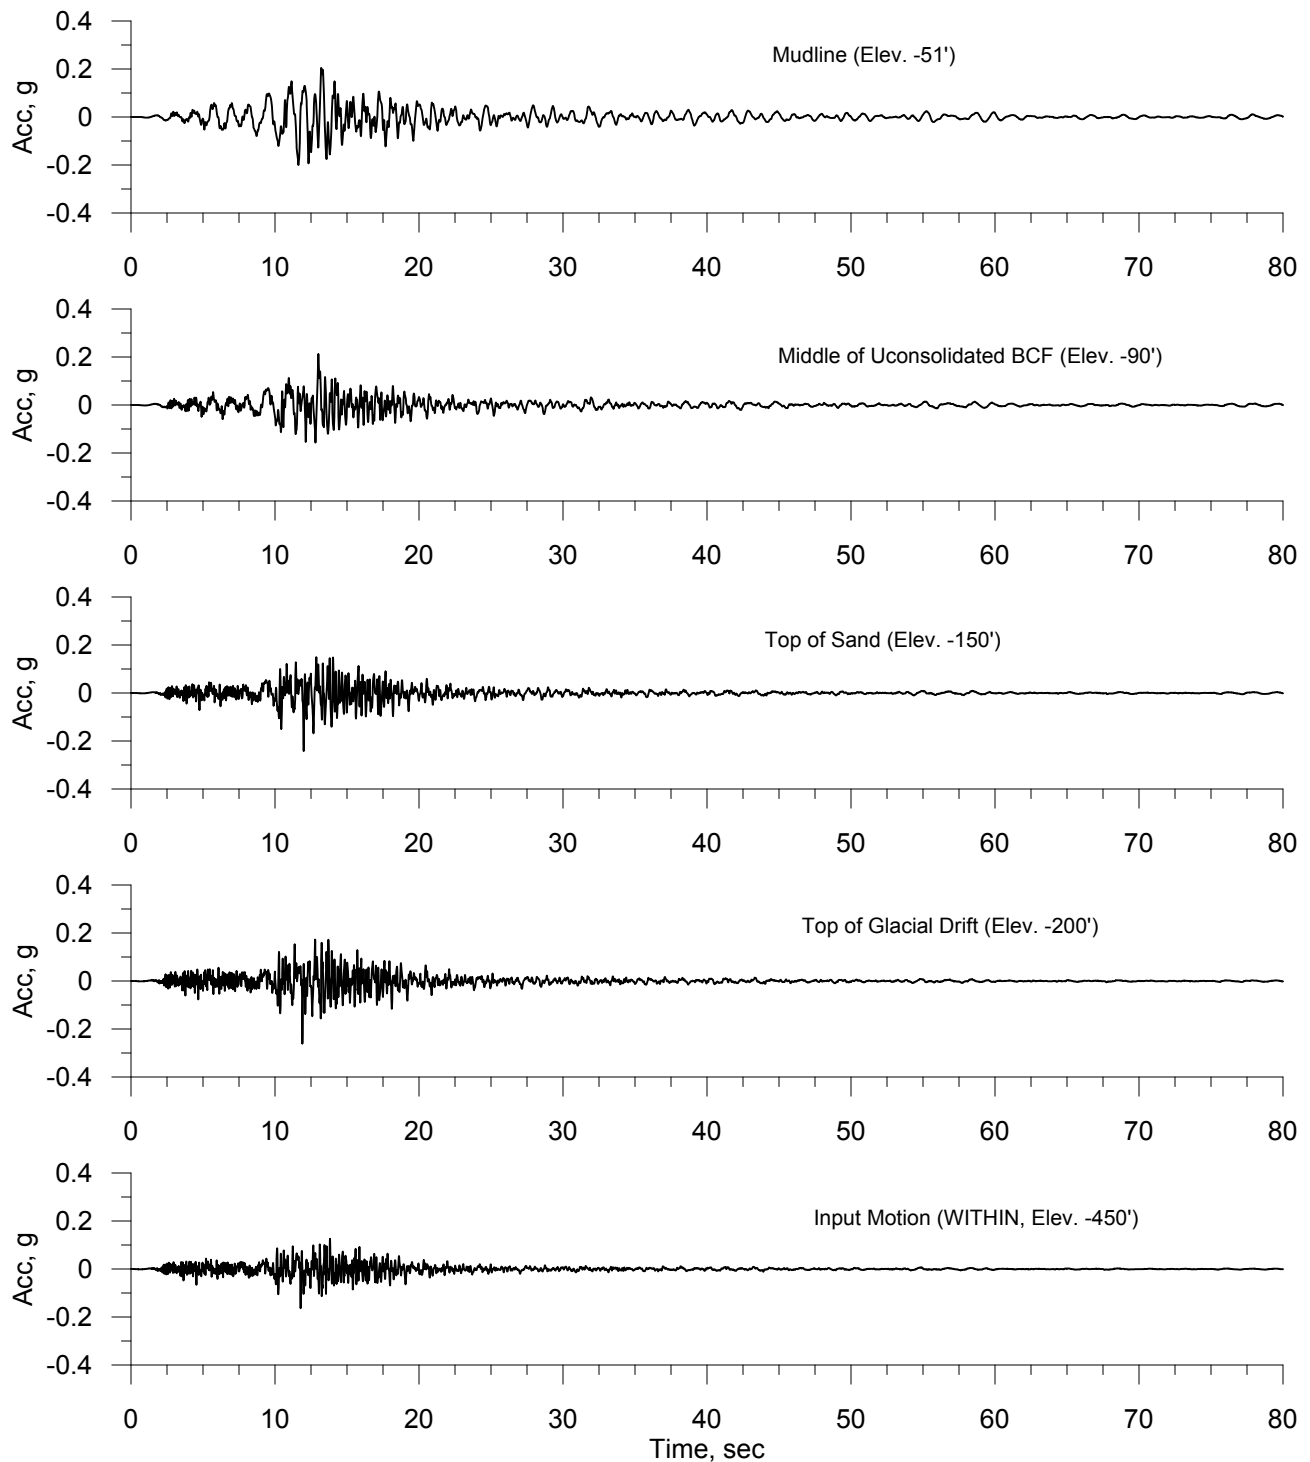 0.4
Mudline (Elev. -51')
0.2
Acc, g
0
-0.2
-0.4
0 10 20 30 40 50 60 70 80
0.4
Middle of Uconsolidated BCF (Elev. -90')
0.2
Acc, g
0
-0.2
-0.4
0 10 20 30 40 50 60 70 80
0.4
Top of Sand (Elev. -150')
0.2
Acc, g
0
-0.2
-0.4
0 10 20 30 40 50 60 70 80
0.4
Top of Glacial Drift (Elev. -200')
0.2
Acc, g
0
-0.2
-0.4
0 10 20 30 40 50 60 70 80
0.4
Input Motion (WITHIN, Elev. -450')
0.2
Acc, g
0
-0.2
-0.4
0 10 20 30 40 50 60 70 80
Time, sec